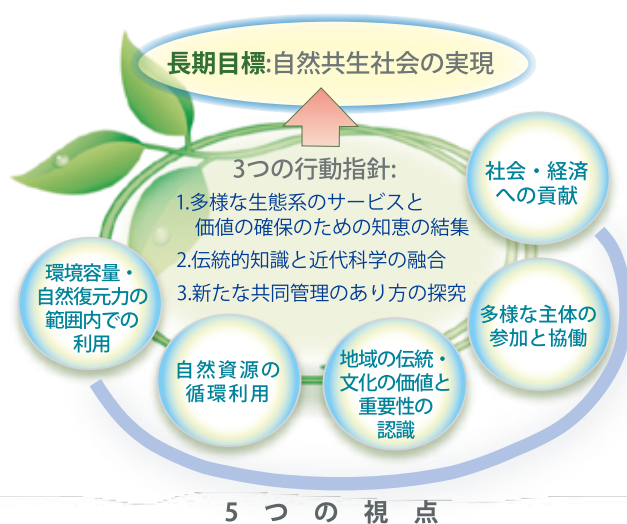 長期目標:自然共生社会の実現
3つの行動指針:
1.多様な生態系のサービスと
価値の確保のための知恵の結集
2.伝統的知識と近代科学の融合
3.新たな共同管理のあり方の探究
環境容量・
自然復元力の
範囲内での
利用
自然資源の
循環利用
地域の伝統・
文化の価値と
重要性の
認識
多様な主体の
参加と協働
社会・経済
への貢献
5つの視点